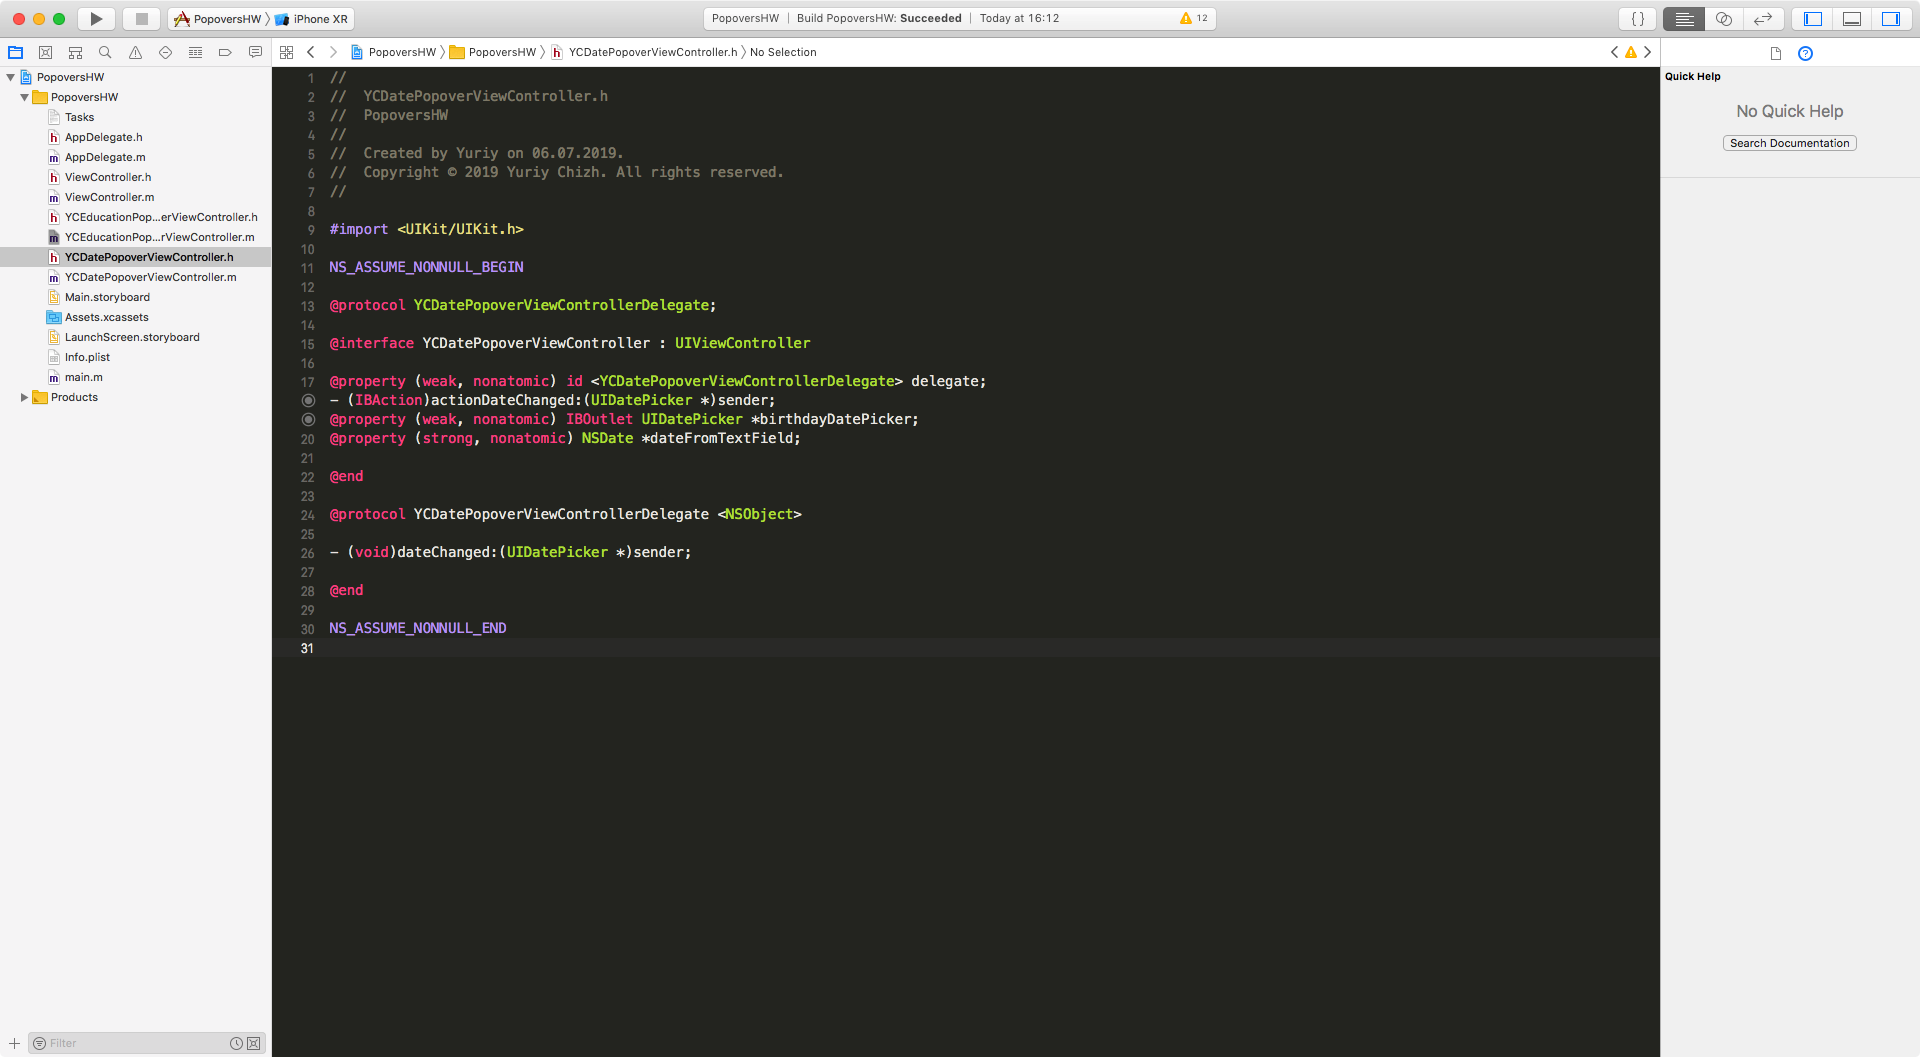 PopoversHW iPhone XR
PopoversHW | Build PopoversHW: Succeeded | Today at 16:12
12
{ }
PopoversHW PopoversHW YCDatePopoverViewController.h No Selection
PopoversHW
PopoversHW
Tasks
AppDelegate.h
AppDelegate.m
ViewController.h
ViewController.m
YCEducationPop...erViewController.h
YCEducationPop...rViewController.m
YCDatePopoverViewController.h
YCDatePopoverViewController.m
Main.storyboard
Assets.xcassets
LaunchScreen.storyboard
Info.plist
main.m
Products
Filter
1 //
2 //  YCDatePopoverViewController.h
3 //  PopoversHW
4 //
5 //  Created by Yuriy on 06.07.2019.
6 //  Copyright © 2019 Yuriy Chizh. All rights reserved.
7 //
8
9 #import <UIKit/UIKit.h>
10
11 NS_ASSUME_NONNULL_BEGIN
12
13 @protocol YCDatePopoverViewControllerDelegate;
14
15 @interface YCDatePopoverViewController : UIViewController
16
17 @property (weak, nonatomic) id <YCDatePopoverViewControllerDelegate> delegate;
- (IBAction)actionDateChanged:(UIDatePicker *)sender;
@property (weak, nonatomic) IBOutlet UIDatePicker *birthdayDatePicker;
20 @property (strong, nonatomic) NSDate *dateFromTextField;
21
22 @end
23
24 @protocol YCDatePopoverViewControllerDelegate <NSObject>
25
26 - (void)dateChanged:(UIDatePicker *)sender;
27
28 @end
29
30 NS_ASSUME_NONNULL_END
31
Quick Help
No Quick Help
Search Documentation